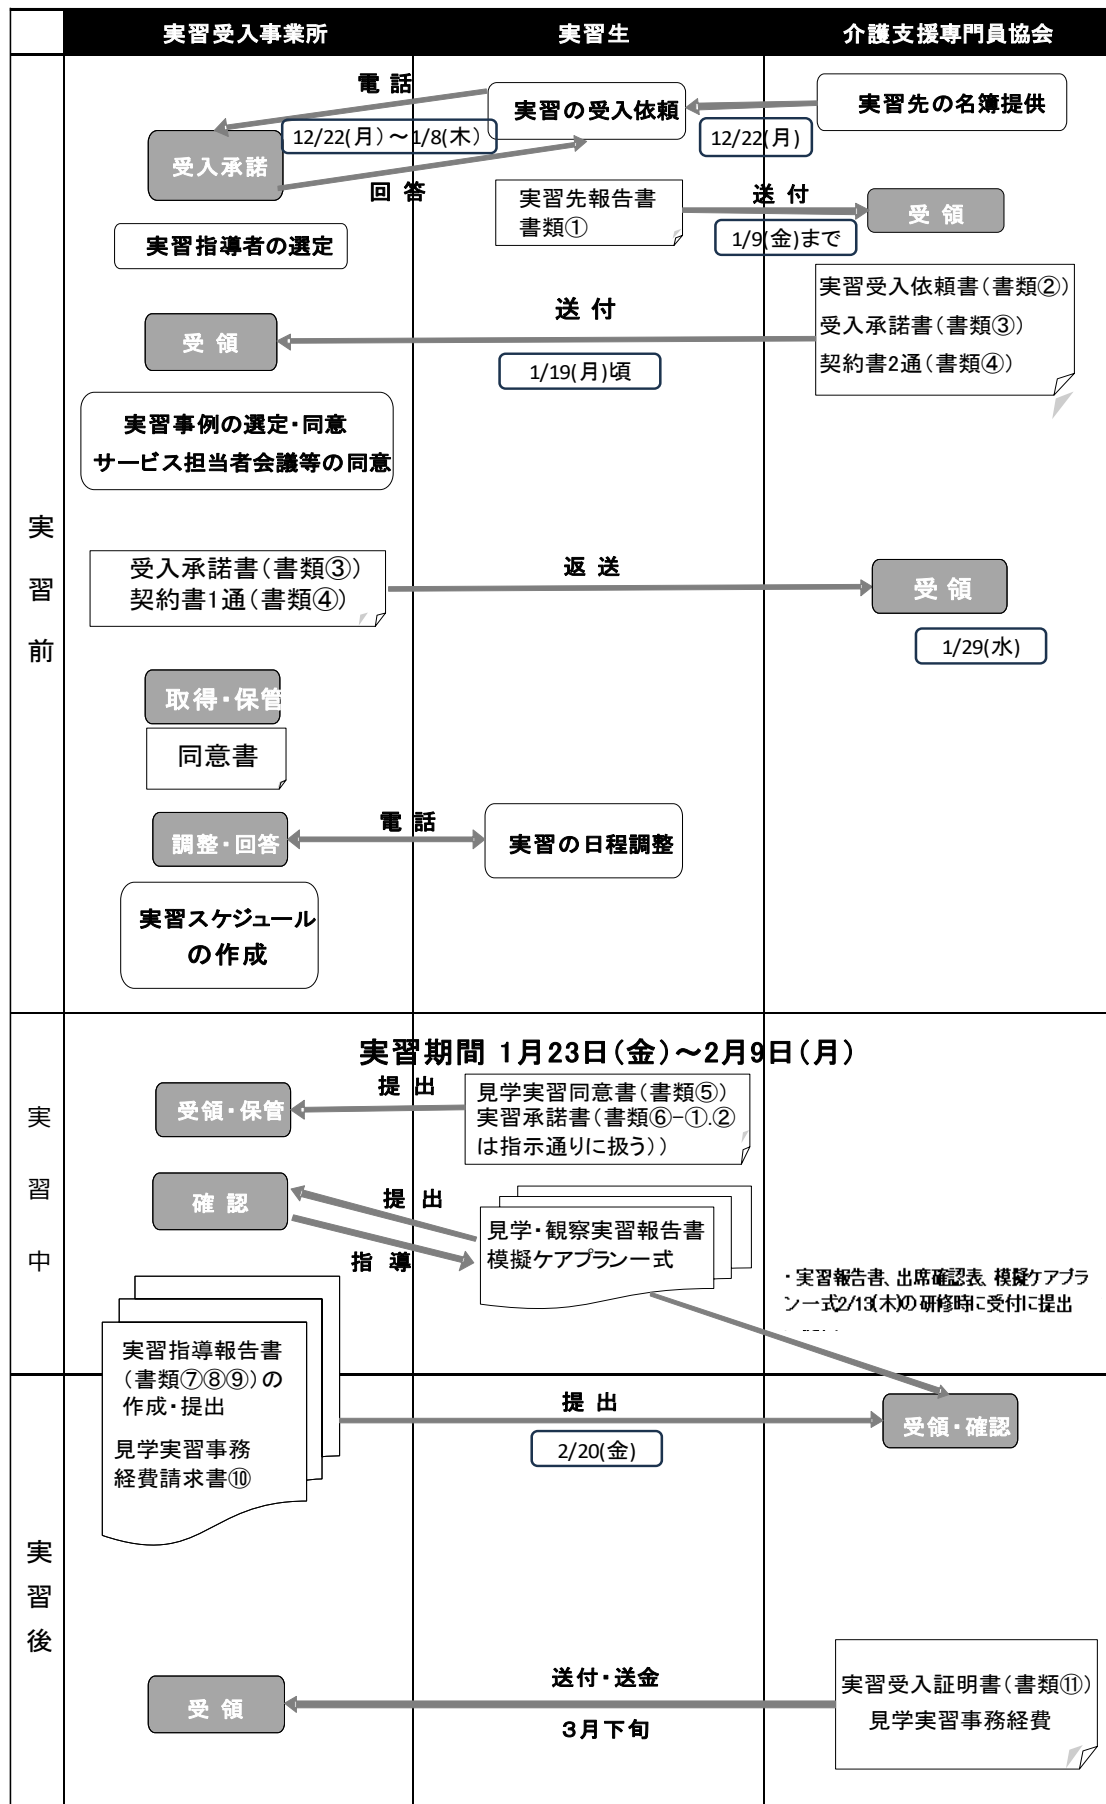 実習受入事業所
実習生
介護支援専門員協会
実習前
電話
実習の受入依頼
実習先の名簿提供
12/22(月)～1/8(木)
12/22(月)
受入承諾
回答
実習先報告書
書類①
送付
受領
1/9(金)まで
実習指導者の選定
実習受入依頼書(書類②)
受入承諾書(書類③)
契約書2通(書類④)
送付
受領
1/19(月)頃
実習事例の選定・同意
サービス担当者会議等の同意
受入承諾書(書類③)
契約書1通(書類④)
返送
受領
1/29(水)
取得・保管
同意書
電話
調整・回答
実習の日程調整
実習スケジュール
の作成
実習中
実習期間 1月23日(金)～2月9日(月)
提出
受領・保管
見学実習同意書(書類⑤)
実習承諾書(書類⑥-①.②
は指示通りに扱う))
確認
提出
指導
見学・観察実習報告書
模擬ケアプラン一式
・実習報告書、出席確認表、模擬ケアプラ
ン一式2/13(木)の研修時に受付に提出
実習指導報告書
(書類⑦⑧⑨)の
作成・提出
見学実習事務
経費請求書⑩
実習後
提出
2/20(金)
受領・確認
送付・送金
3月下旬
受領
実習受入証明書(書類⑪)
見学実習事務経費